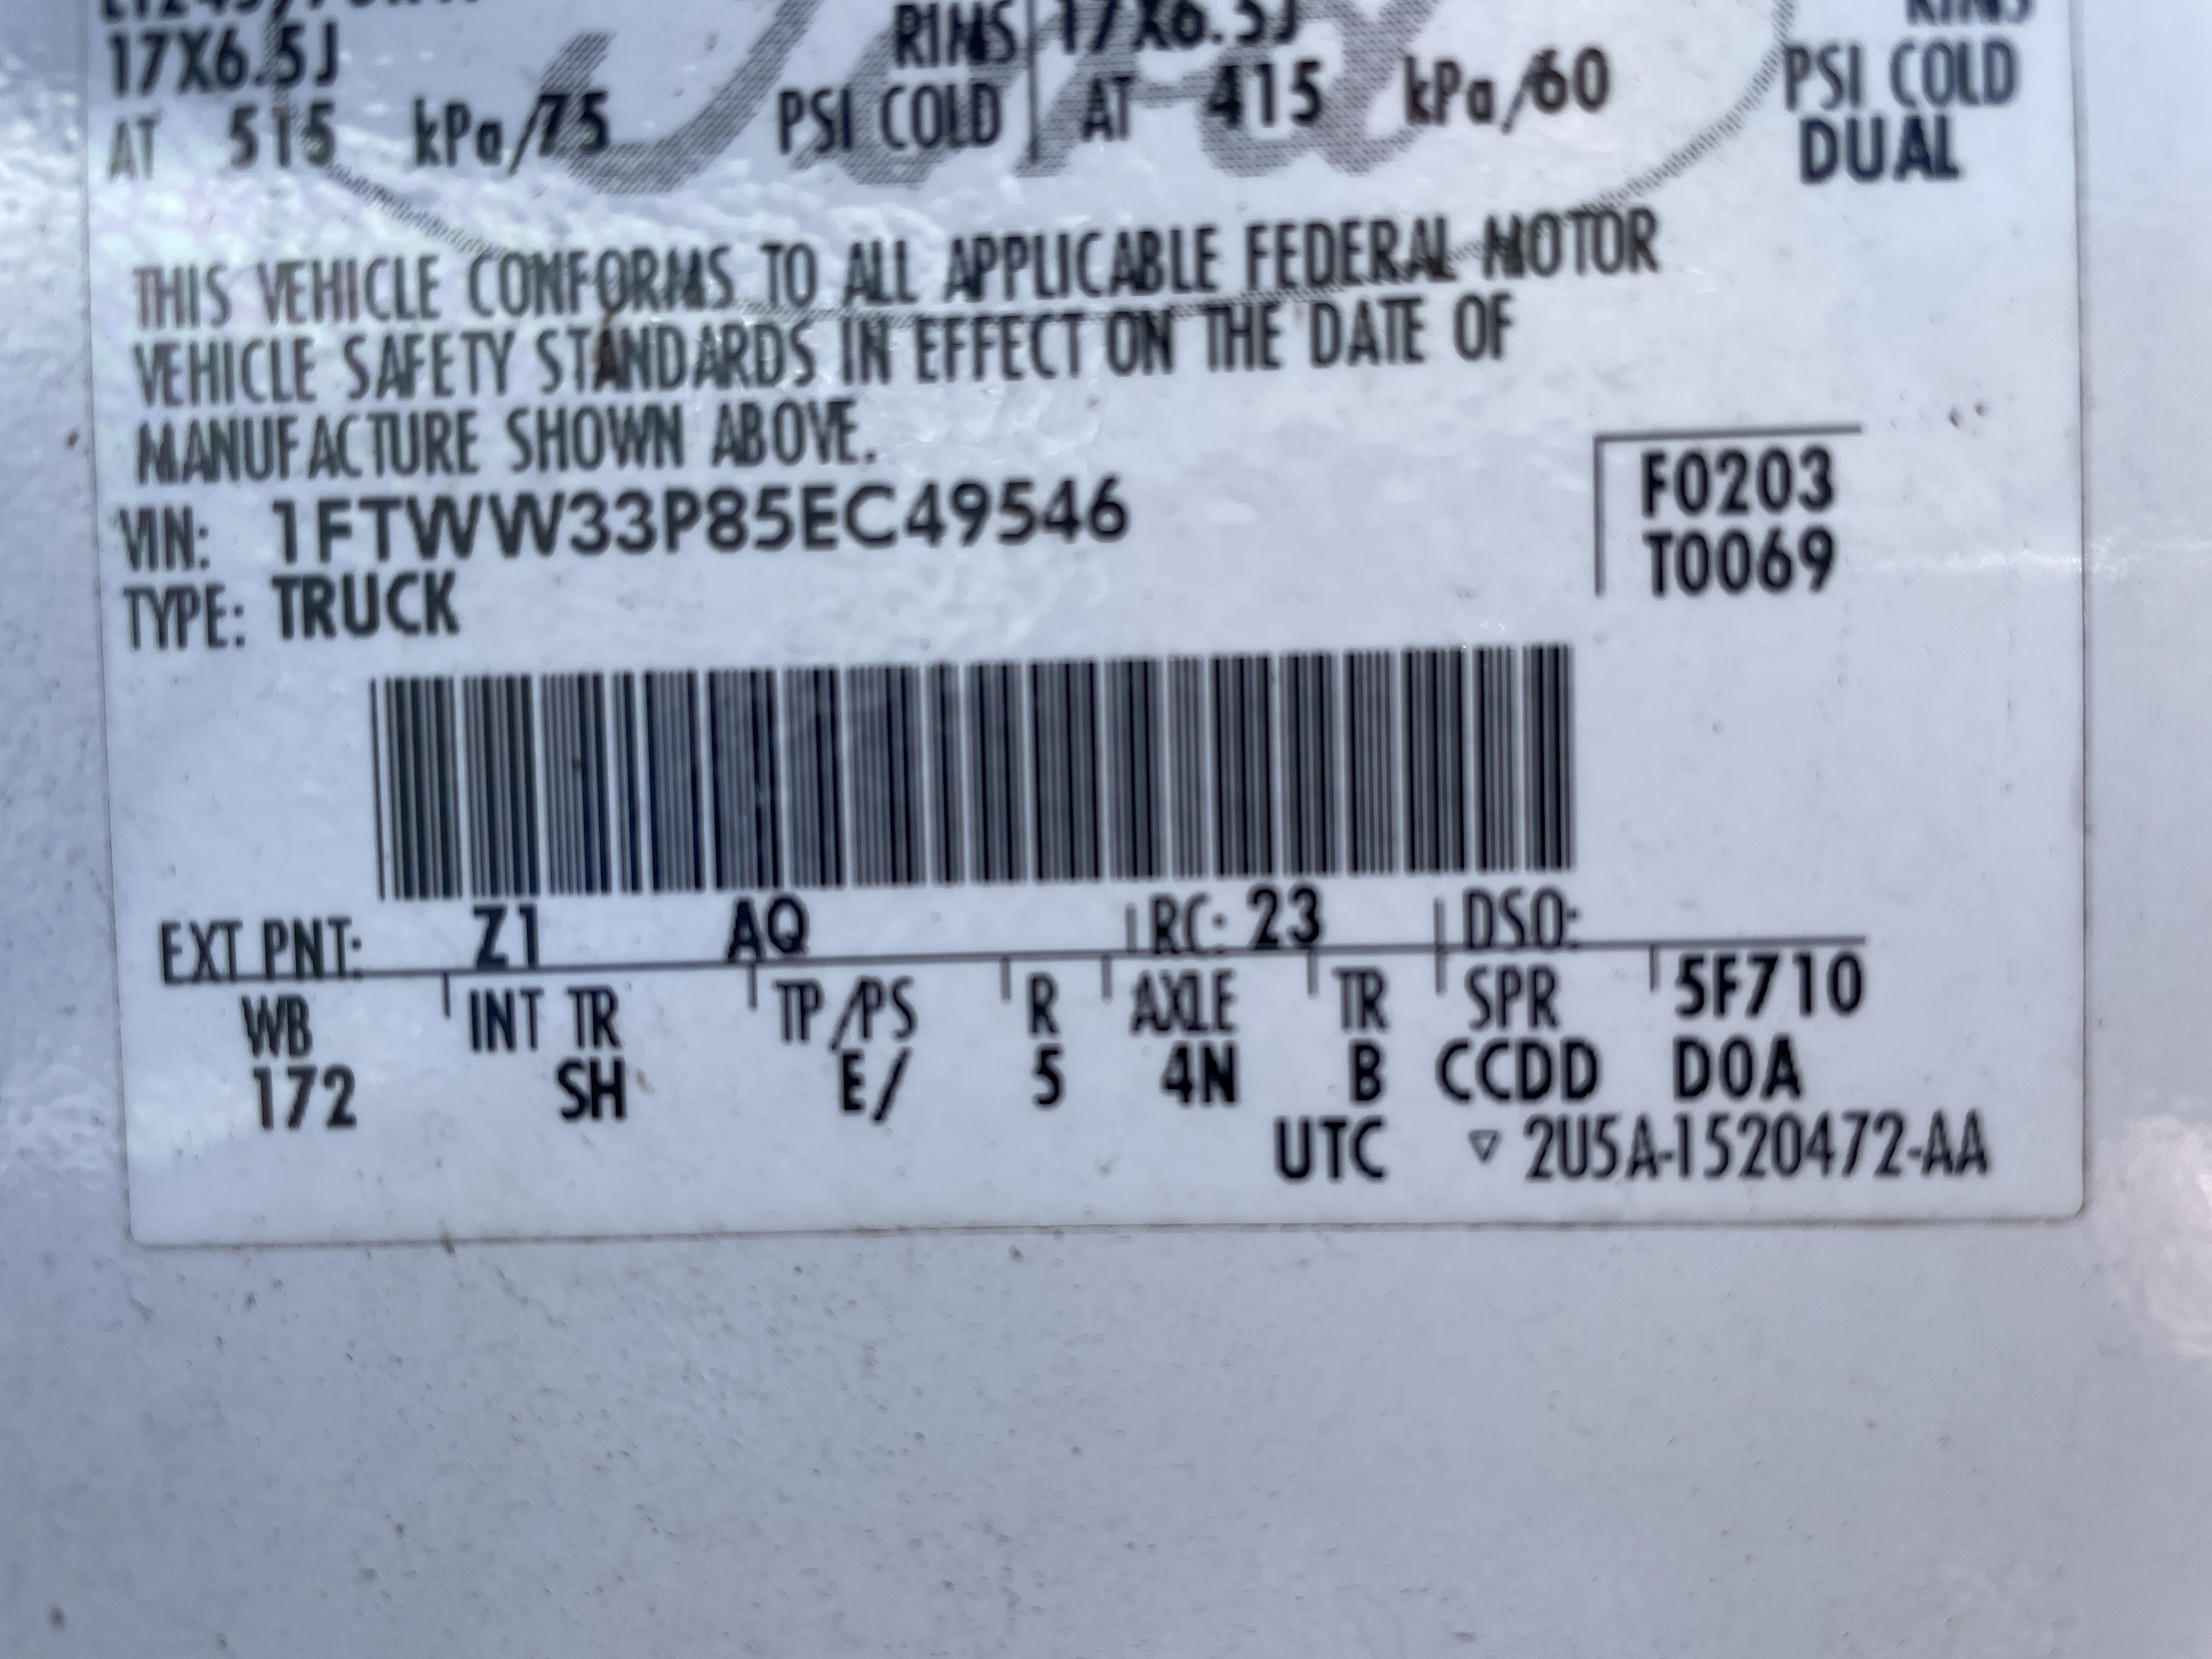 17X6.5J RIMS 17X6.5J RIMS
AT 515 kPa/75 PSI COLD AT 415 kPa/60 PSI COLD
DUAL
THIS VEHICLE CONFORMS TO ALL APPLICABLE FEDERAL MOTOR
VEHICLE SAFETY STANDARDS IN EFFECT ON THE DATE OF
MANUFACTURE SHOWN ABOVE.
VIN: 1FTWW33P85EC49546 F0203
TYPE: TRUCK T0069
EXT PNT: Z1 AQ RC: 23 DSO:
WB INT TR TP/PS R AXLE TR SPR 5F710
172 SH E/ 5 4N B CCDD D0A
UTC ▽ 2U5A-1520472-AA